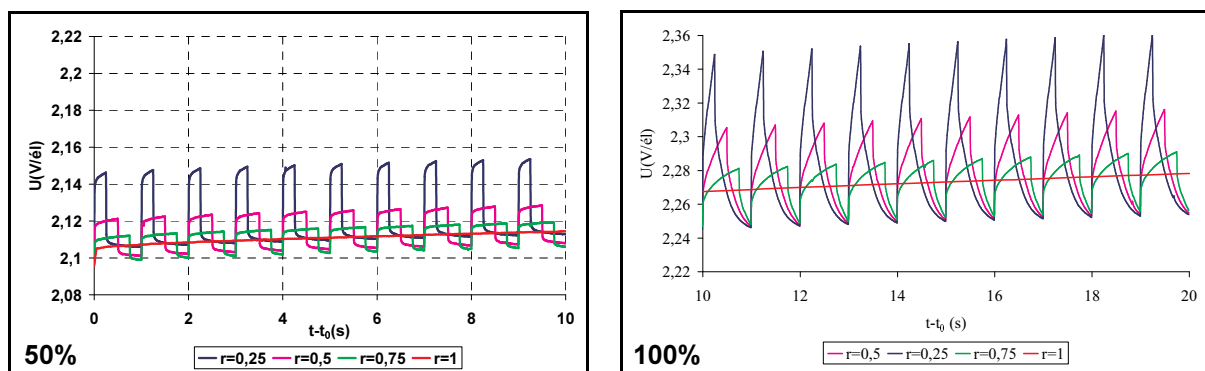 2,22
2,2
2,18
2,16
2,14
2,12
2,1
2,08
U(V/él)
0 2 4 6 8 10
t-t0(s)
50%
r=0,25 r=0,5 r=0,75 r=1
2,36
2,34
2,32
2,3
2,28
2,26
2,24
2,22
U(V/él)
10 12 14 16 18 20
t-t0 (s)
100%
r=0,5 r=0,25 r=0,75 r=1